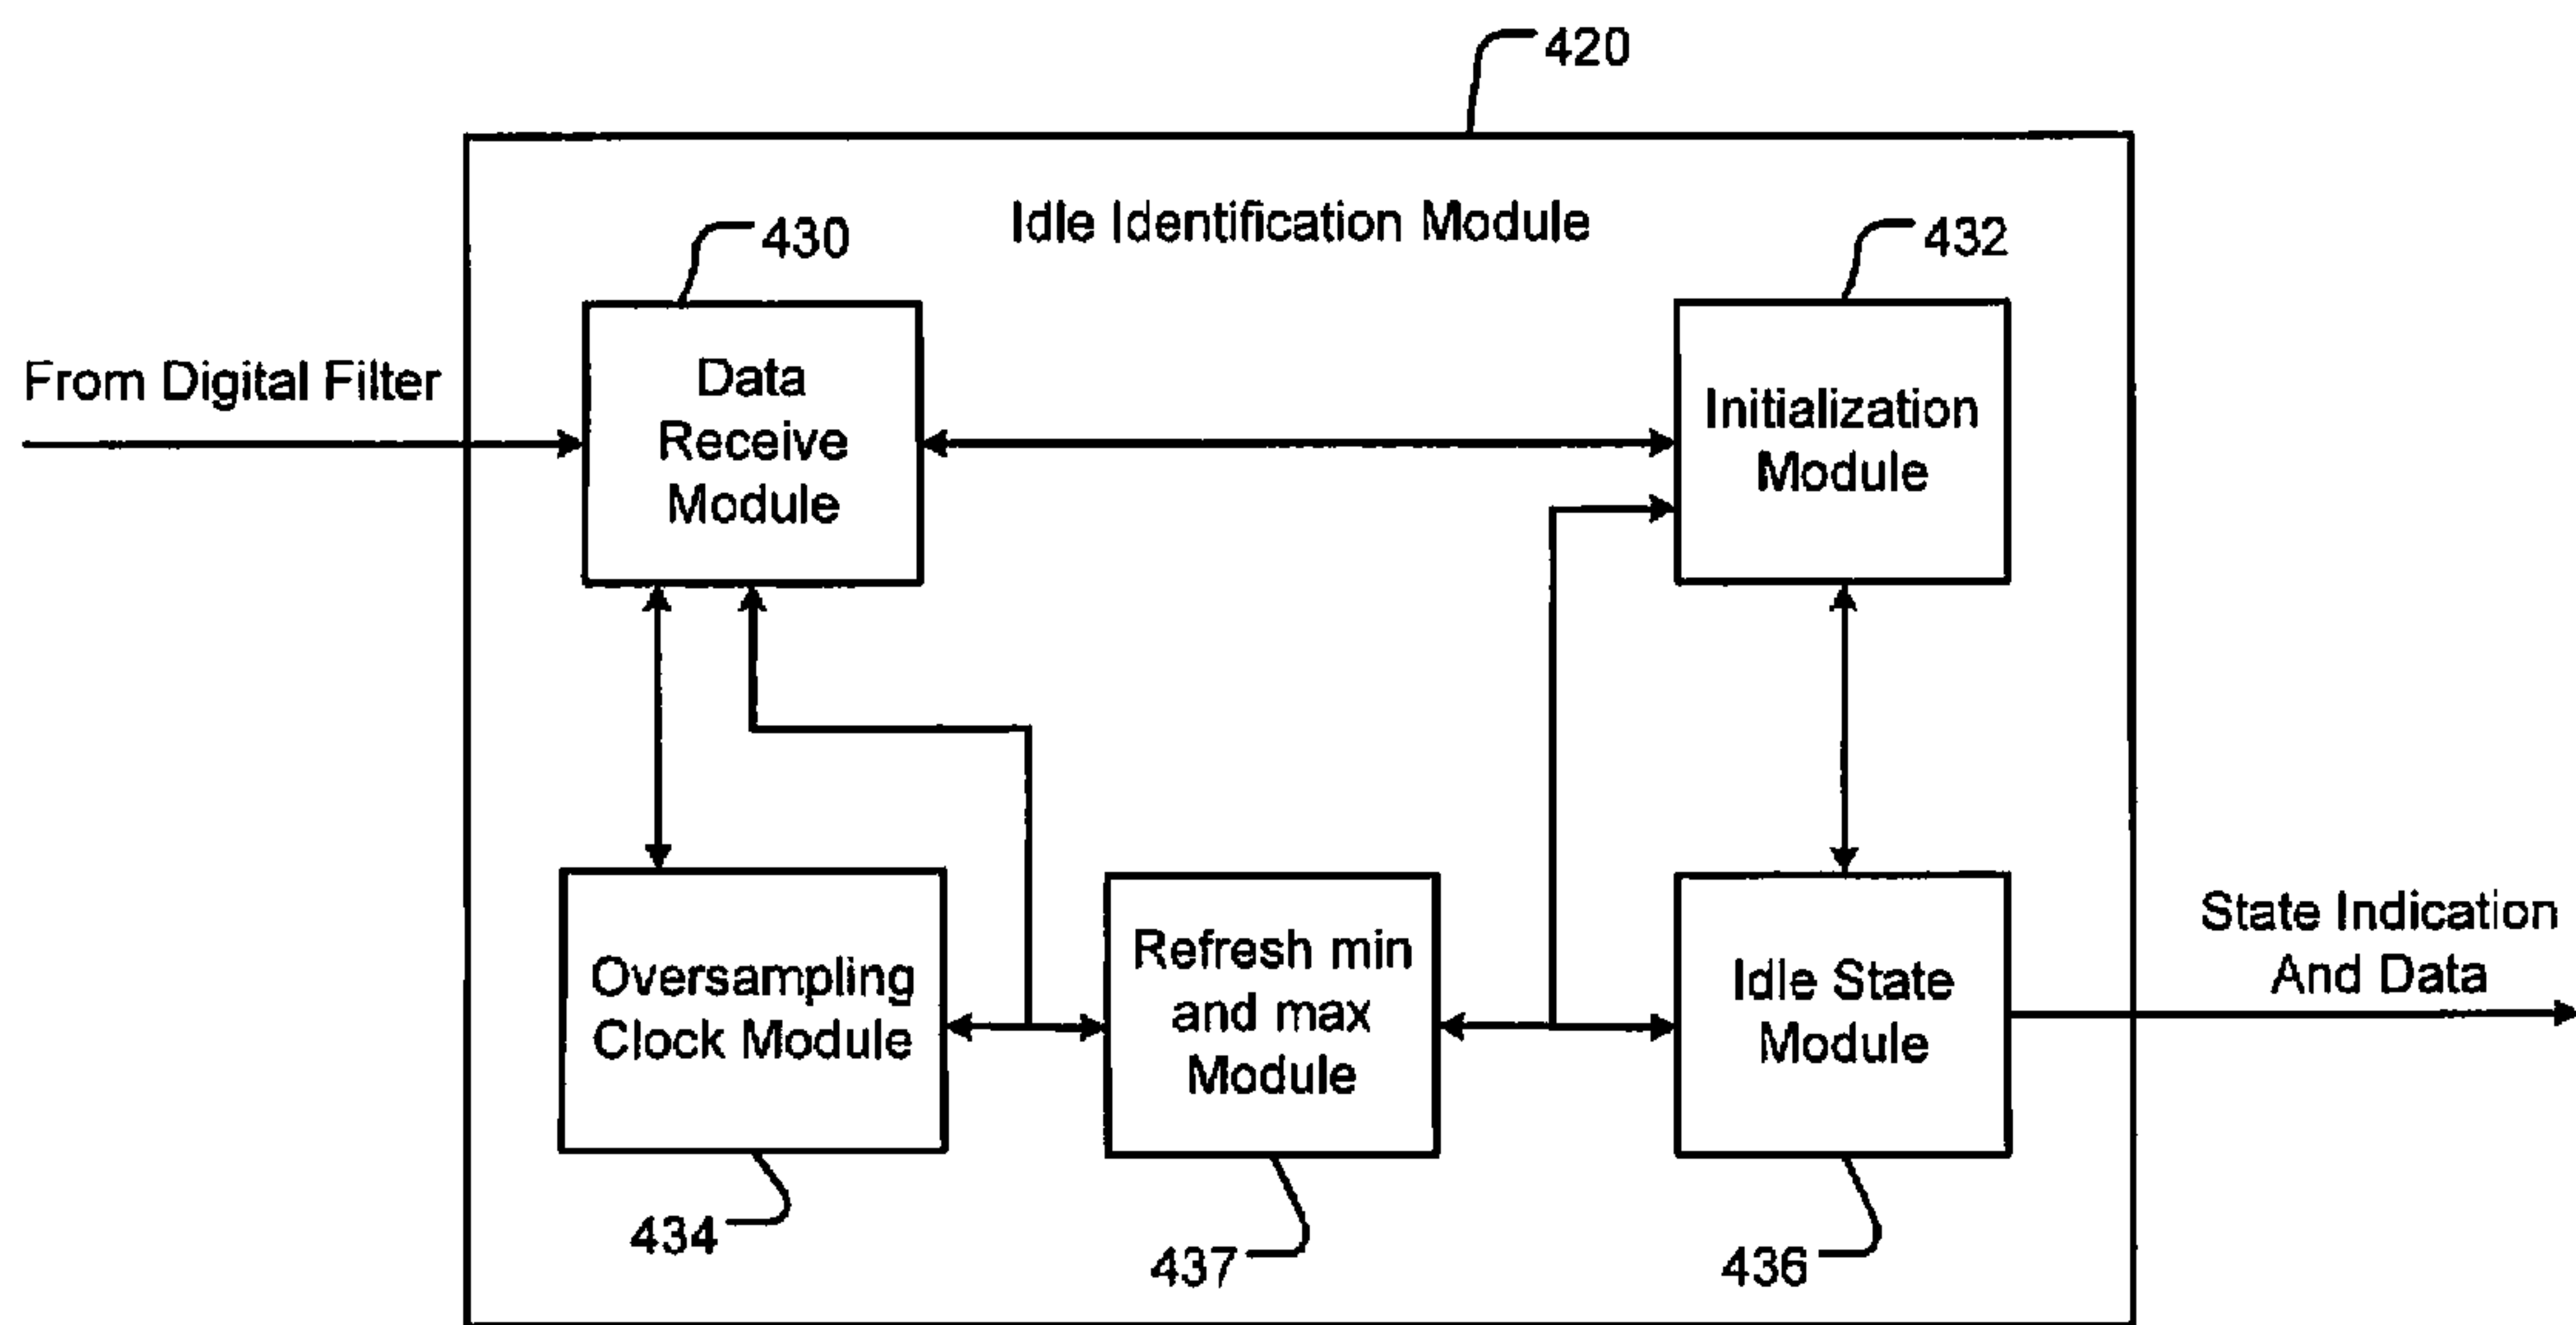 420
Idle Identification Module
430
432
From Digital Filter
Data
Receive
Module
Initialization
Module
Oversampling
Clock Module
Refresh min
and max
Module
Idle State
Module
State Indication
And Data
434
437
436